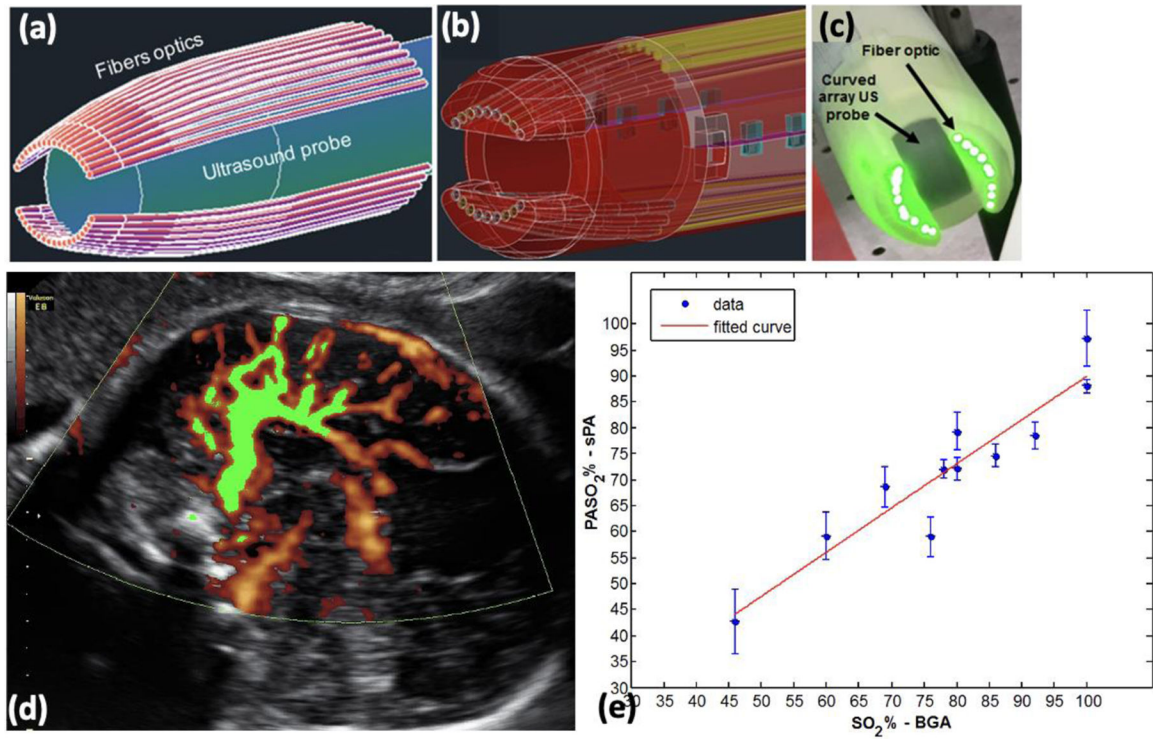 (a)
Fibers optics
Ultrasound probe
(b)
(c)
Fiber optic
Curved
array US
probe
Voluson
E8
(d)
(e)
data
fitted curve
100
95
90
85
80
75
70
65
60
55
50
45
40
35
30
PASO2% - sPA
30 35 40 45 50 55 60 65 70 75 80 85 90 95 100
SO2% - BGA